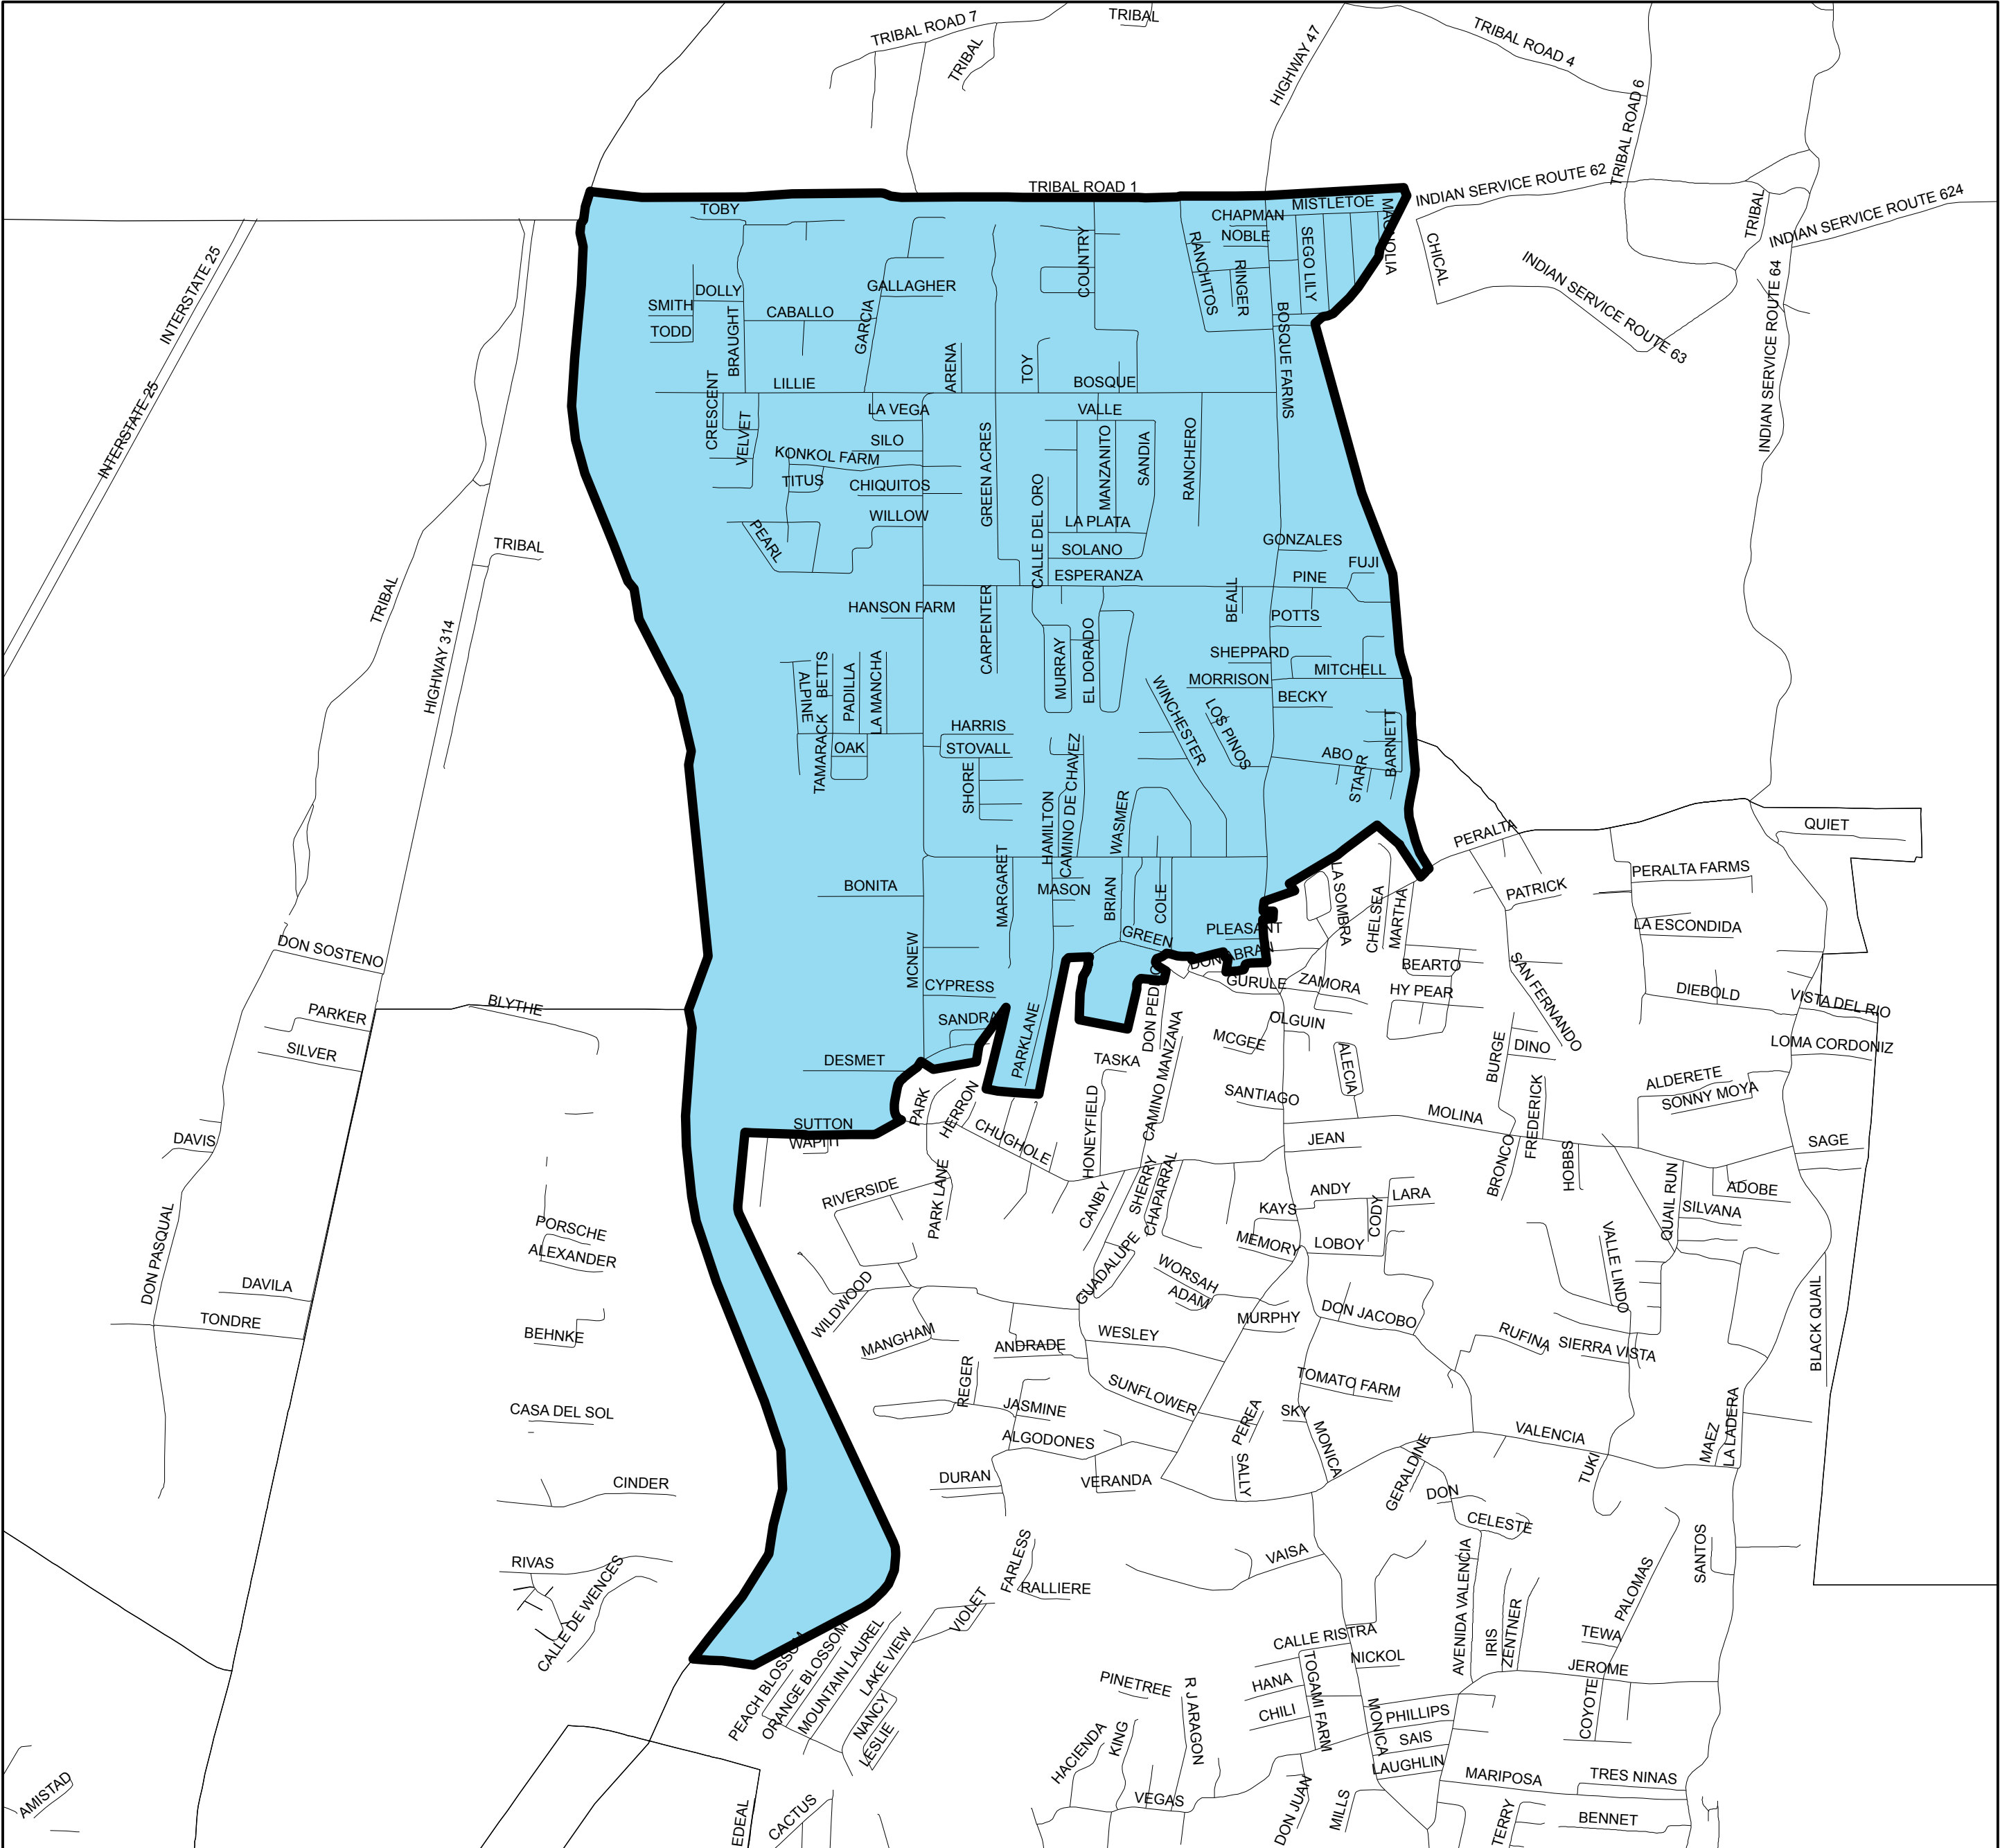 TRIBAL ROAD 7
TRIBAL
TRIBAL
HIGHWAY 47
TRIBAL ROAD 4
TRIBAL ROAD 6
TRIBAL ROAD 1
INDIAN SERVICE ROUTE 62
INDIAN SERVICE ROUTE 624
TRIBAL
INDIAN SERVICE ROUTE 63
INDIAN SERVICE ROUTE 64
CHICAL
INTERSTATE 25
INTERSTATE 25
TOBY
CHAPMAN
MISTLETOE
MAGNOLIA
NOBLE
RANCHITOS
RINGER
SEGO LILY
COUNTRY
GALLAGHER
DOLLY
SMITH
TODD
BRAUGHT
CABALLO
GARCIA
BOSQUE FARMS
ARENA
TOY
BOSQUE
LILLIE
CRESCENT
VELVET
LA VEGA
VALLE
SILO
KONKOL FARM
TITUS
CHIQUITOS
GREEN ACRES
CALLE DEL ORO
MANZANITO
SANDIA
RANCHERO
WILLOW
PEARL
LA PLATA
SOLANO
ESPERANZA
GONZALES
FUJI
PINE
BEALL
POTTS
TRIBAL
TRIBAL
HIGHWAY 314
HANSON FARM
CARPENTER
MURRAY
EL DORADO
SHEPPARD
MITCHELL
MORRISON
BECKY
WINCHESTER
LOS PINOS
ALPINE
BETTS
PADILLA
LA MANCHA
TAMARACK
OAK
HARRIS
STOVALL
SHORE
HAMILTON
CAMINO DE CHAVEZ
WASMER
ABO
STARR
BARNETT
PERALTA
QUIET
BONITA
MARGARET
MASON
BRIAN
COLE
LA SOMBRA
CHELSEA
MARTHA
PATRICK
PERALTA FARMS
LA ESCONDIDA
MCNEW
GREEN
PLEASANT
DON ABRAN
GURULE
ZAMORA
BEARTO
HY PEAR
SAN FERNANDO
DIEBOLD
VISTA DEL RIO
LOMA CORDONIZ
DON SOSTENO
PARKER
SILVER
BLYTHE
CYPRESS
SANDRA
PARKLANE
DESMET
DON PEDRO
CAMINO MANZANA
TASKA
MCGEE
OLGUIN
ALECIA
BURGE
DINO
ALDERETE
SONNY MOYA
SANTIAGO
MOLINA
FREDERICK
SAGE
DAVIS
SUTTON
WAPITI
PARK
HERRON
CHUGHOLE
HONEYFIELD
JEAN
BRONCO
HOBBS
ADOBE
SILVANA
QUAIL RUN
RIVERSIDE
PARK LANE
CANBY
SHERRY
CHAPARRAL
ANDY
KAYS
CODY
LARA
MEMORY
LOBOY
VALLE LINDO
PORSCHE
ALEXANDER
DON PASQUAL
DAVILA
TONDRE
WILDWOOD
GUADALUPE
WORSAH
ADAM
MURPHY
DON JACOBO
BLACK QUAIL
BEHNKE
MANGHAM
ANDRADE
WESLEY
RUFINA
SIERRA VISTA
REGER
SUNFLOWER
TOMATO FARM
CASA DEL SOL
JASMINE
PEREA
SKY
MONICA
VALENCIA
MAEZ
LA LADERA
ALGODONES
DURAN
VERANDA
SALLY
GERALDINE
TUKI
CINDER
DON
CELESTE
RIVAS
CALLE DE WENCES
FARLESS
RALLIERE
VIOLET
VAISA
AVENIDA VALENCIA
IRIS
ZENTNER
PALOMAS
SANTOS
TEWA
JEROME
COYOTE
PEACH BLOSSOM
ORANGE BLOSSOM
MOUNTAIN LAUREL
LAKE VIEW
NANCY
LESLIE
CALLE RISTRA
NICKOL
HANA
CHILI
TOGAMI FARM
PINETREE
R J ARAGON
MONICA
PHILLIPS
SAIS
LAUGHLIN
HACIENDA
KING
VEGAS
DON JUAN
MILLS
MARIPOSA
TRES NINAS
TERRY
BENNET
AMISTAD
EDEAL
CACTUS